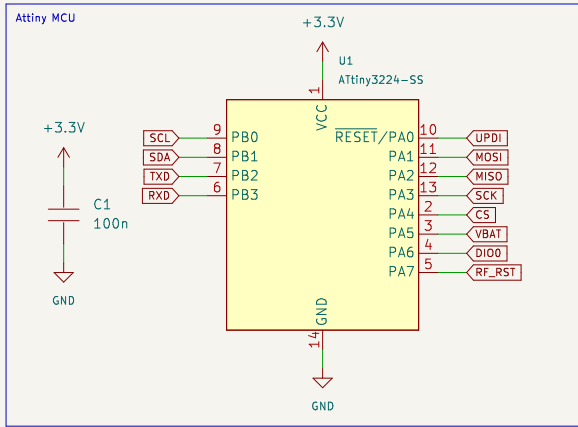 Attiny MCU
+3.3V
U1
ATtiny3224-SS
1
VCC
+3.3V
C1
100n
GND
SCL 9 PB0
SDA 8 PB1
TXD 7 PB2
RXD 6 PB3
RESET/PA0 10 UPDI
PA1 11 MOSI
PA2 12 MISO
PA3 13 SCK
PA4 2 CS
PA5 3 VBAT
PA6 4 DIO0
PA7 5 RF_RST
GND
14
GND